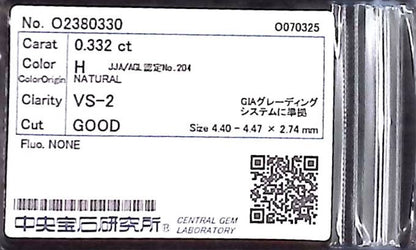 No. O2380330 O070325
Carat 0.332 ct
Color H JJA/AGL認定No.204
ColorOrigin NATURAL
Clarity VS-2 GIAグレーディング
システムに準拠
Cut GOOD Size 4.40 - 4.47 × 2.74 mm
Fluo. NONE
中央宝石研究所® CENTRAL GEM
LABORATORY